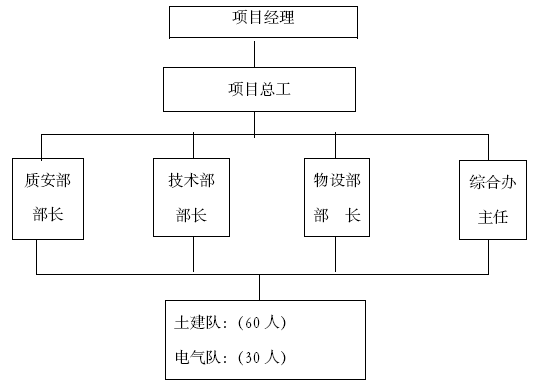 项目经理
项目总工
质安部
部长
技术部
部长
物设部
部 长
综合办
主任
土建队：（60人）
电气队：（30人）